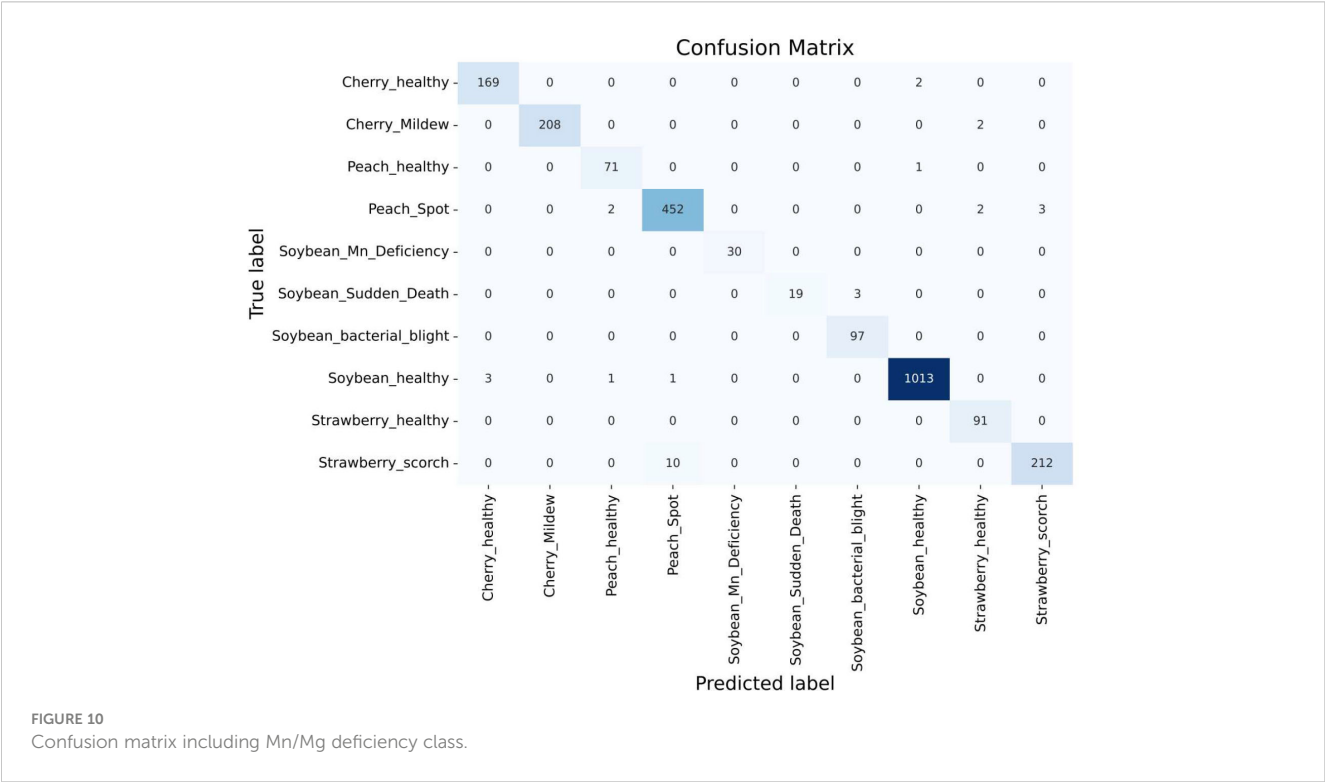 Confusion Matrix
Cherry_healthy 169 0 0 0 0 0 0 2 0 0
Cherry_Mildew 0 208 0 0 0 0 0 0 2 0
Peach_healthy 0 0 71 0 0 0 0 1 0 0
Peach_Spot 0 0 2 452 0 0 0 0 2 3
Soybean_Mn_Deficiency 0 0 0 0 30 0 0 0 0 0
Soybean_Sudden_Death 0 0 0 0 0 19 3 0 0 0
Soybean_bacterial_blight 0 0 0 0 0 0 97 0 0 0
Soybean_healthy 3 0 1 1 0 0 0 1013 0 0
Strawberry_healthy 0 0 0 0 0 0 0 0 91 0
Strawberry_scorch 0 0 0 10 0 0 0 0 0 212
True label
Cherry_healthy
Cherry_Mildew
Peach_healthy
Peach_Spot
Soybean_Mn_Deficiency
Soybean_Sudden_Death
Soybean_bacterial_blight
Soybean_healthy
Strawberry_healthy
Strawberry_scorch
Predicted label
FIGURE 10
Confusion matrix including Mn/Mg deficiency class.